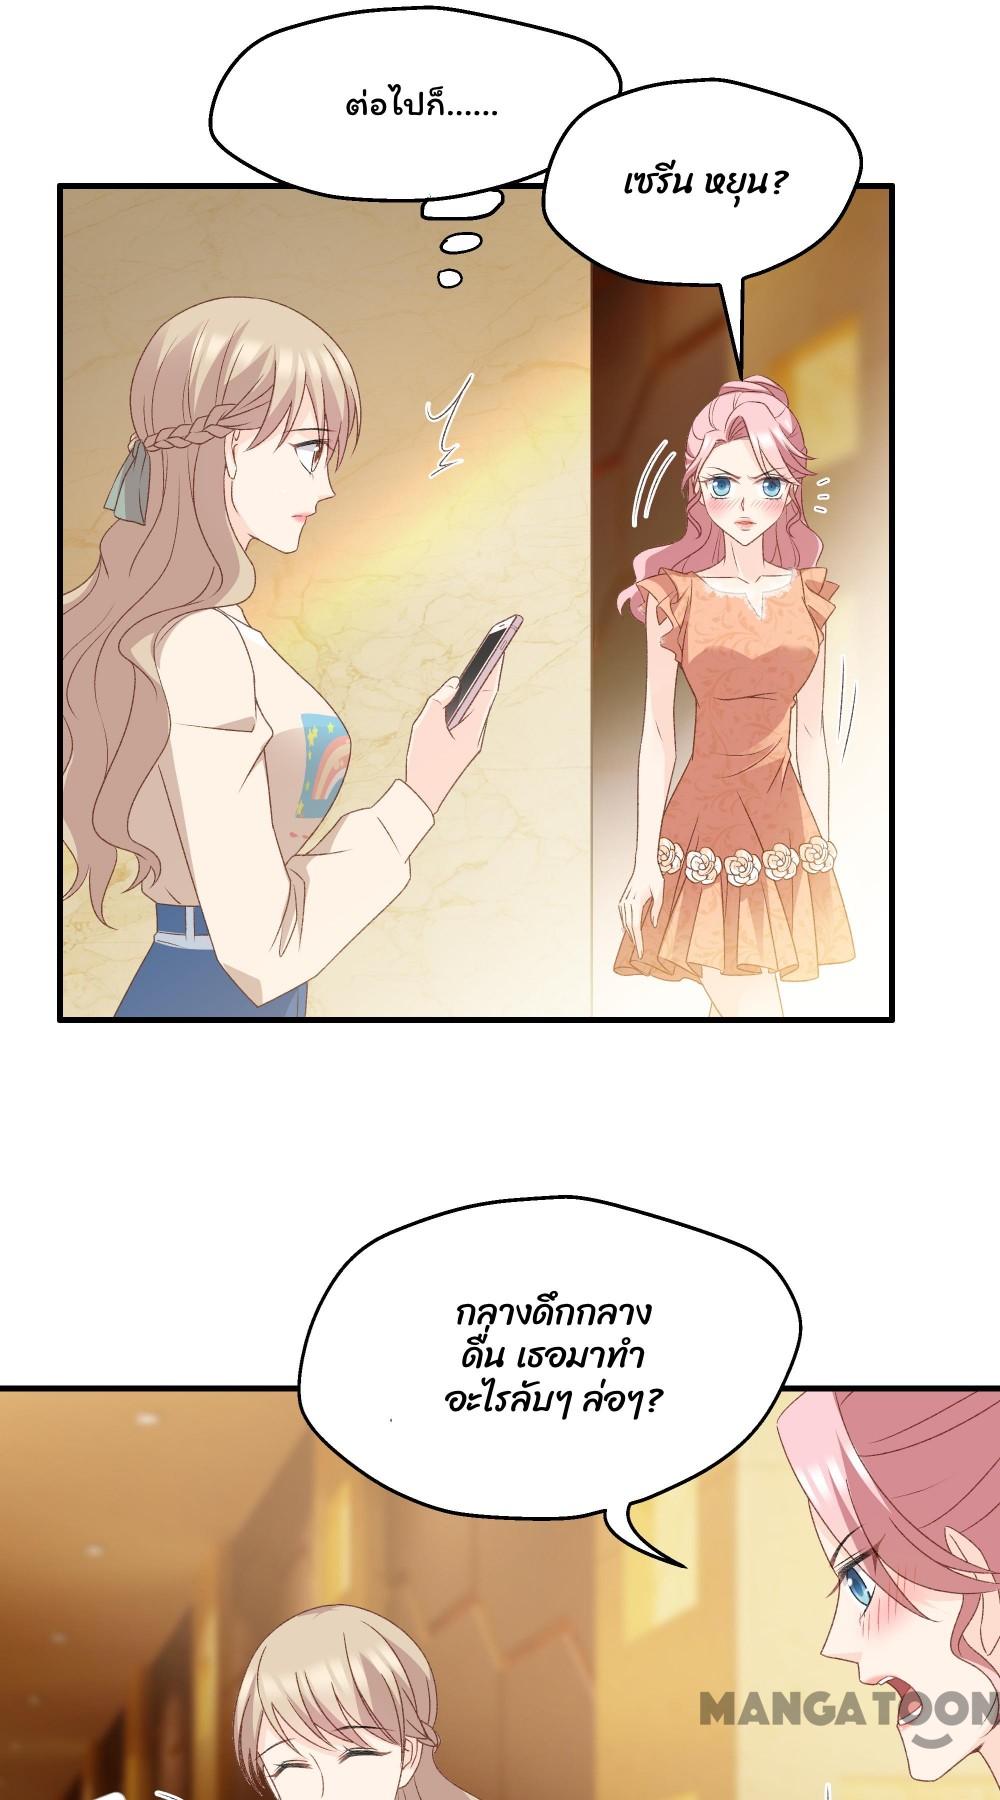 ต่อไปก็......
เซรีน หยุน?
กลางดึกกลาง
ดื่น เธอมาทำ
อะไรลับๆ ล่อๆ?
MANGATOON